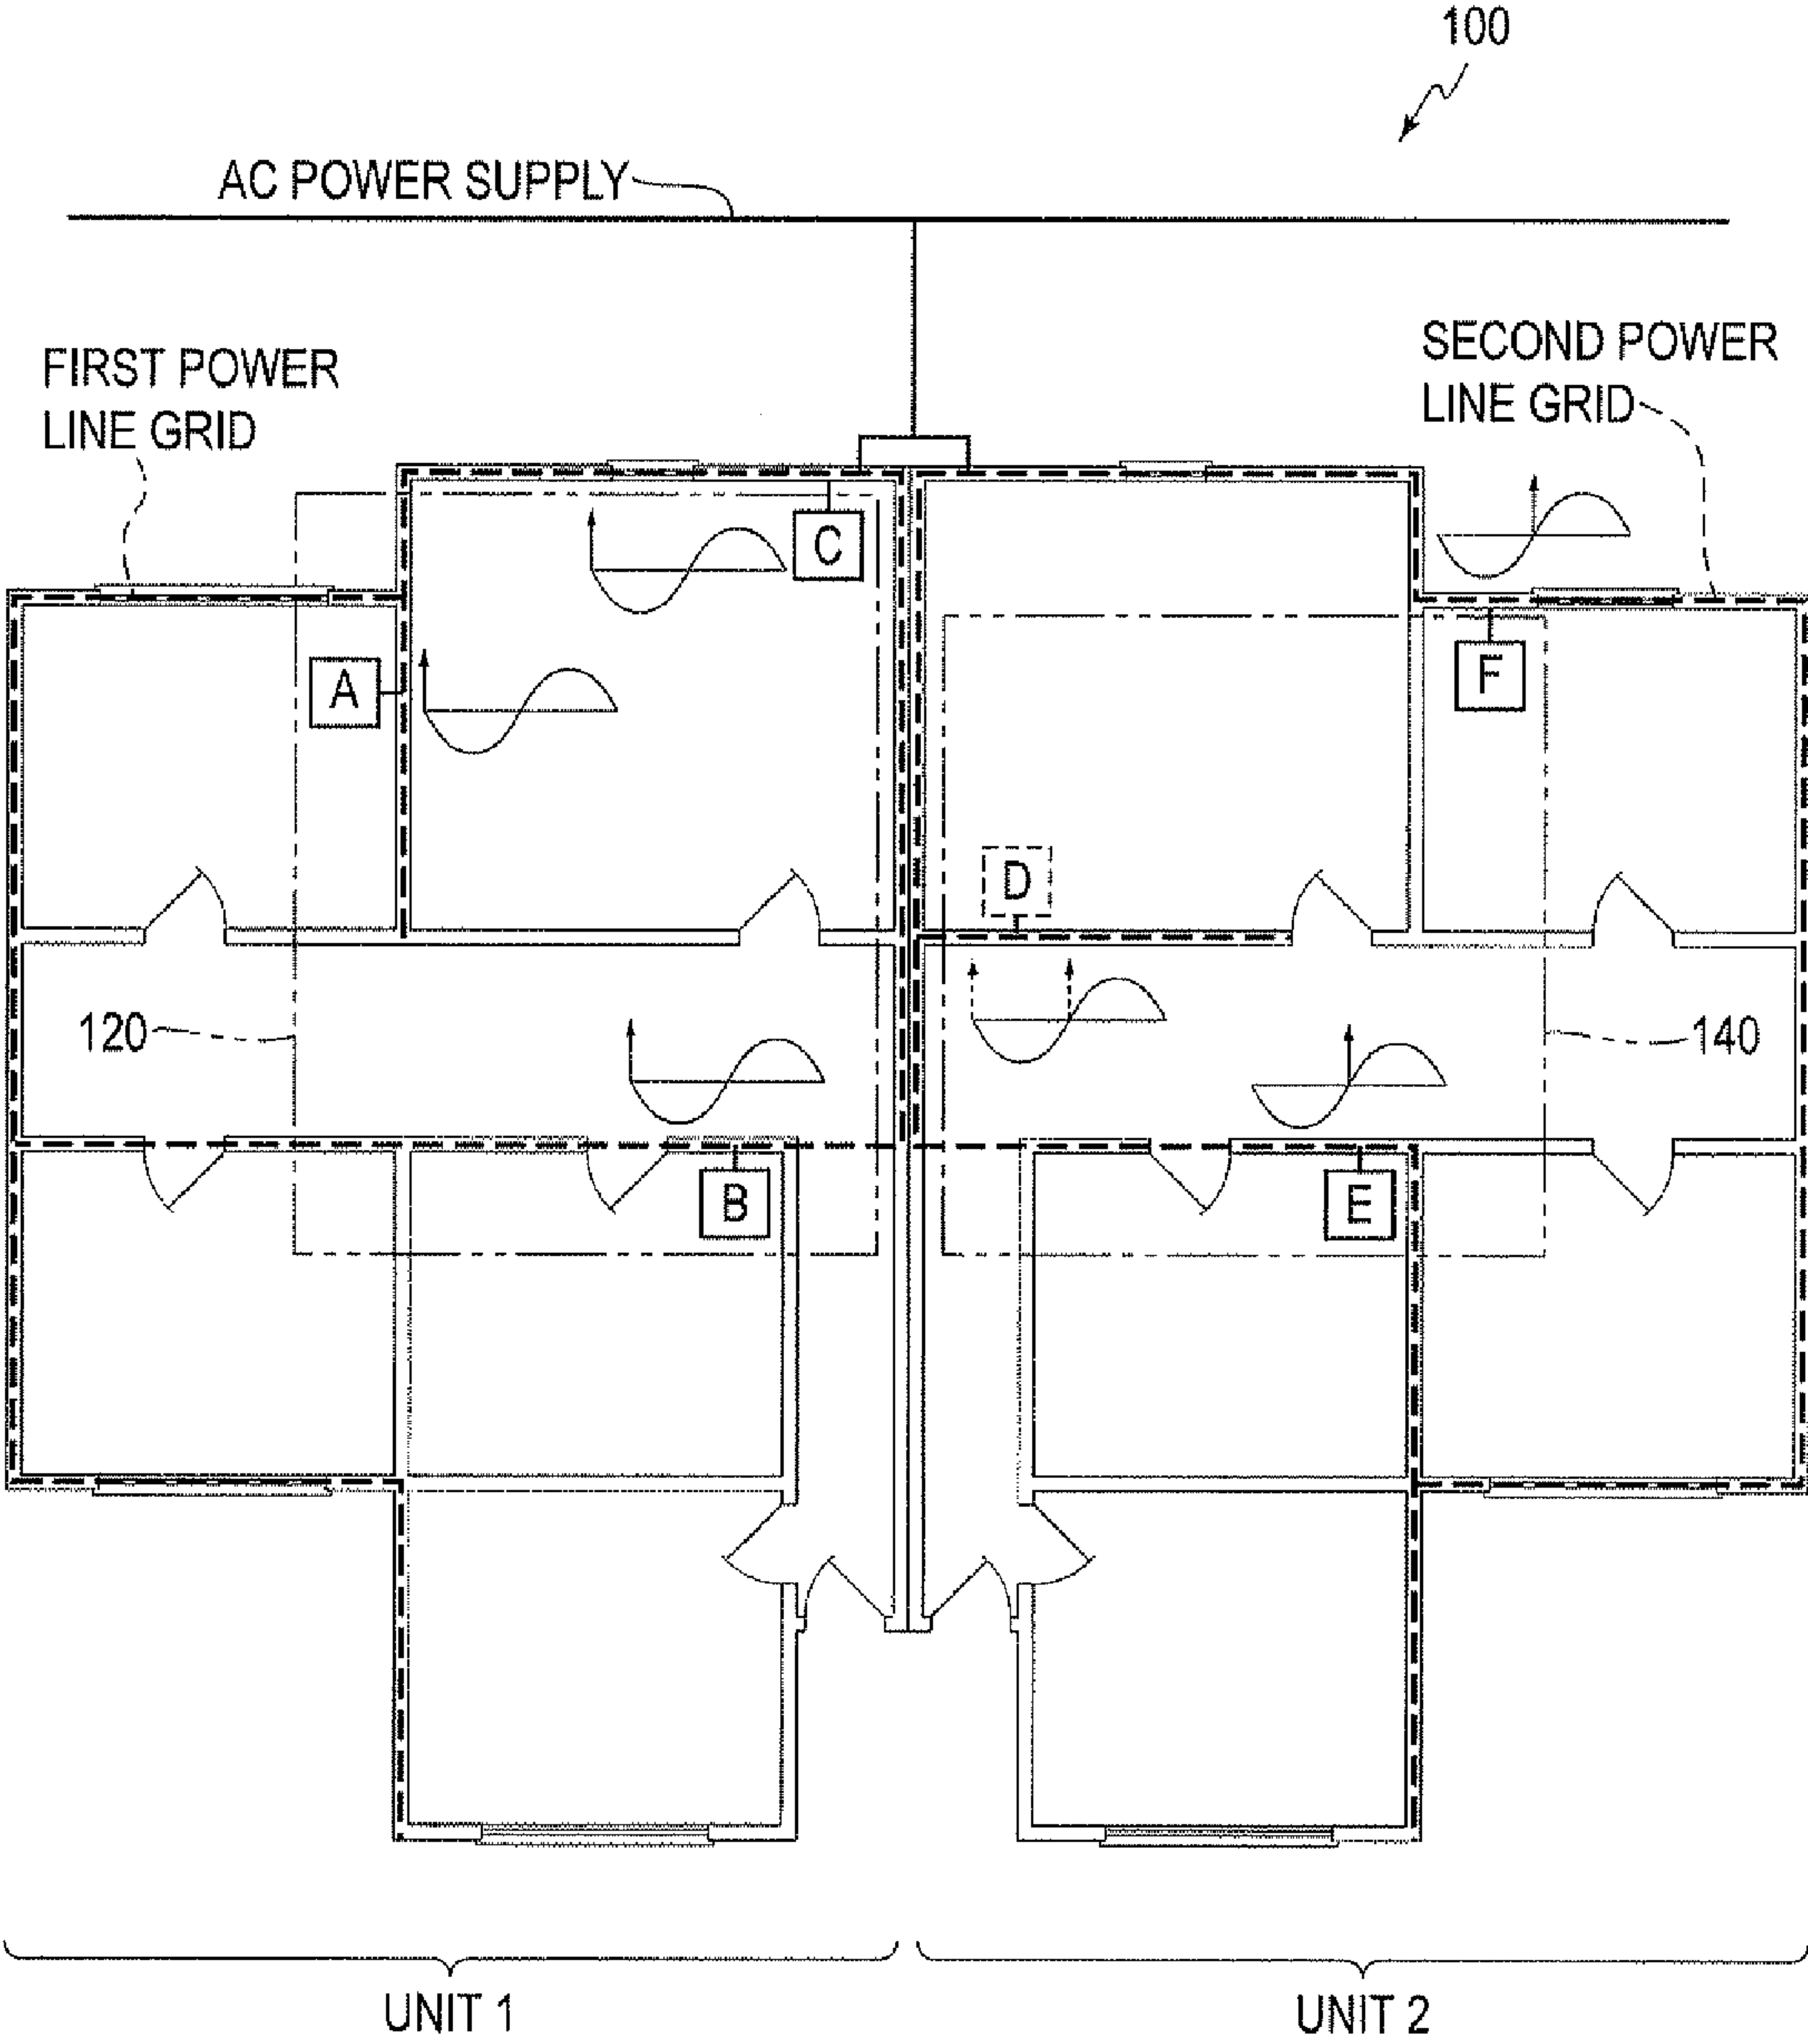 100
AC POWER SUPPLY
FIRST POWER
LINE GRID
SECOND POWER
LINE GRID
C
A
F
D
120
140
B
E
UNIT 1
UNIT 2